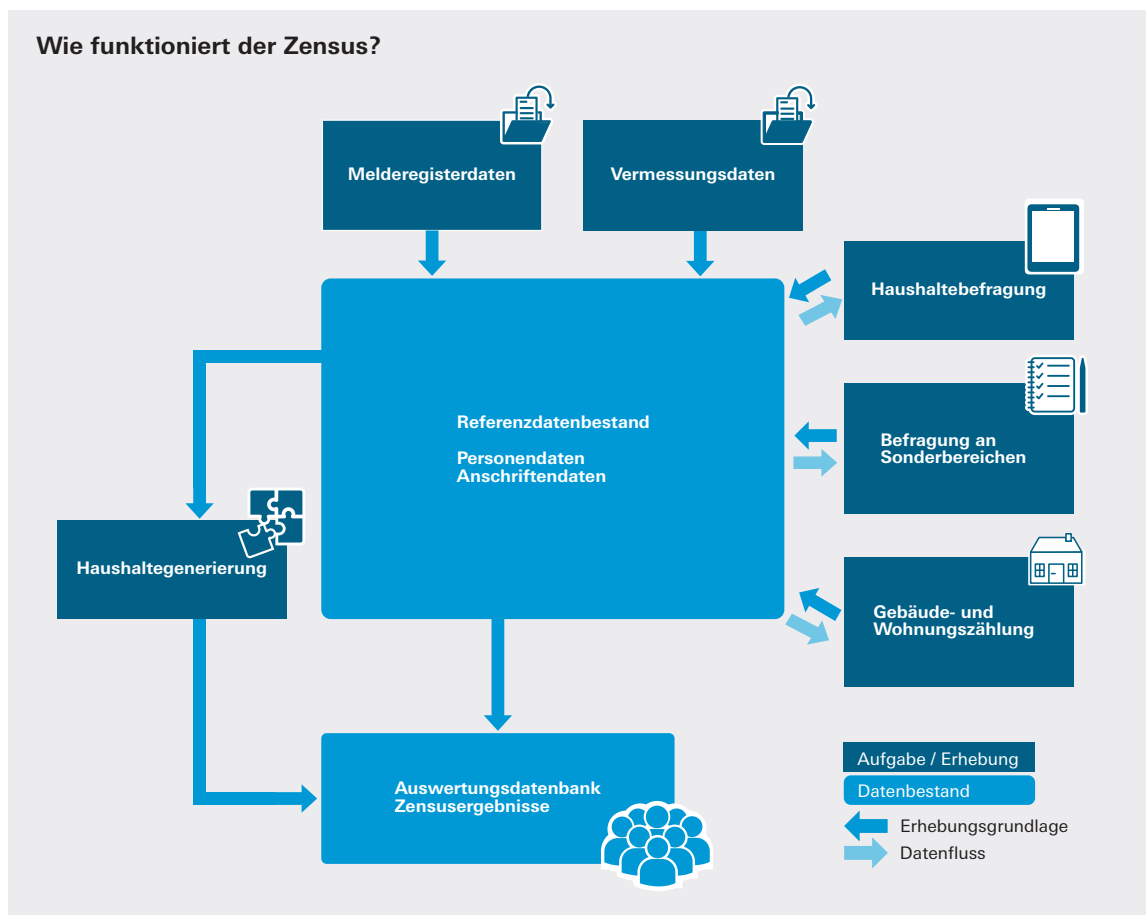 Wie funktioniert der Zensus?
Melderegisterdaten
Vermessungsdaten
Haushaltebefragung
Referenzdatenbestand
Personendaten
Anschriftendaten
Befragung an
Sonderbereichen
Haushaltegenerierung
Gebäude- und
Wohnungszählung
Auswertungsdatenbank
Zensusergebnisse
Aufgabe / Erhebung
Datenbestand
Erhebungsgrundlage
Datenfluss